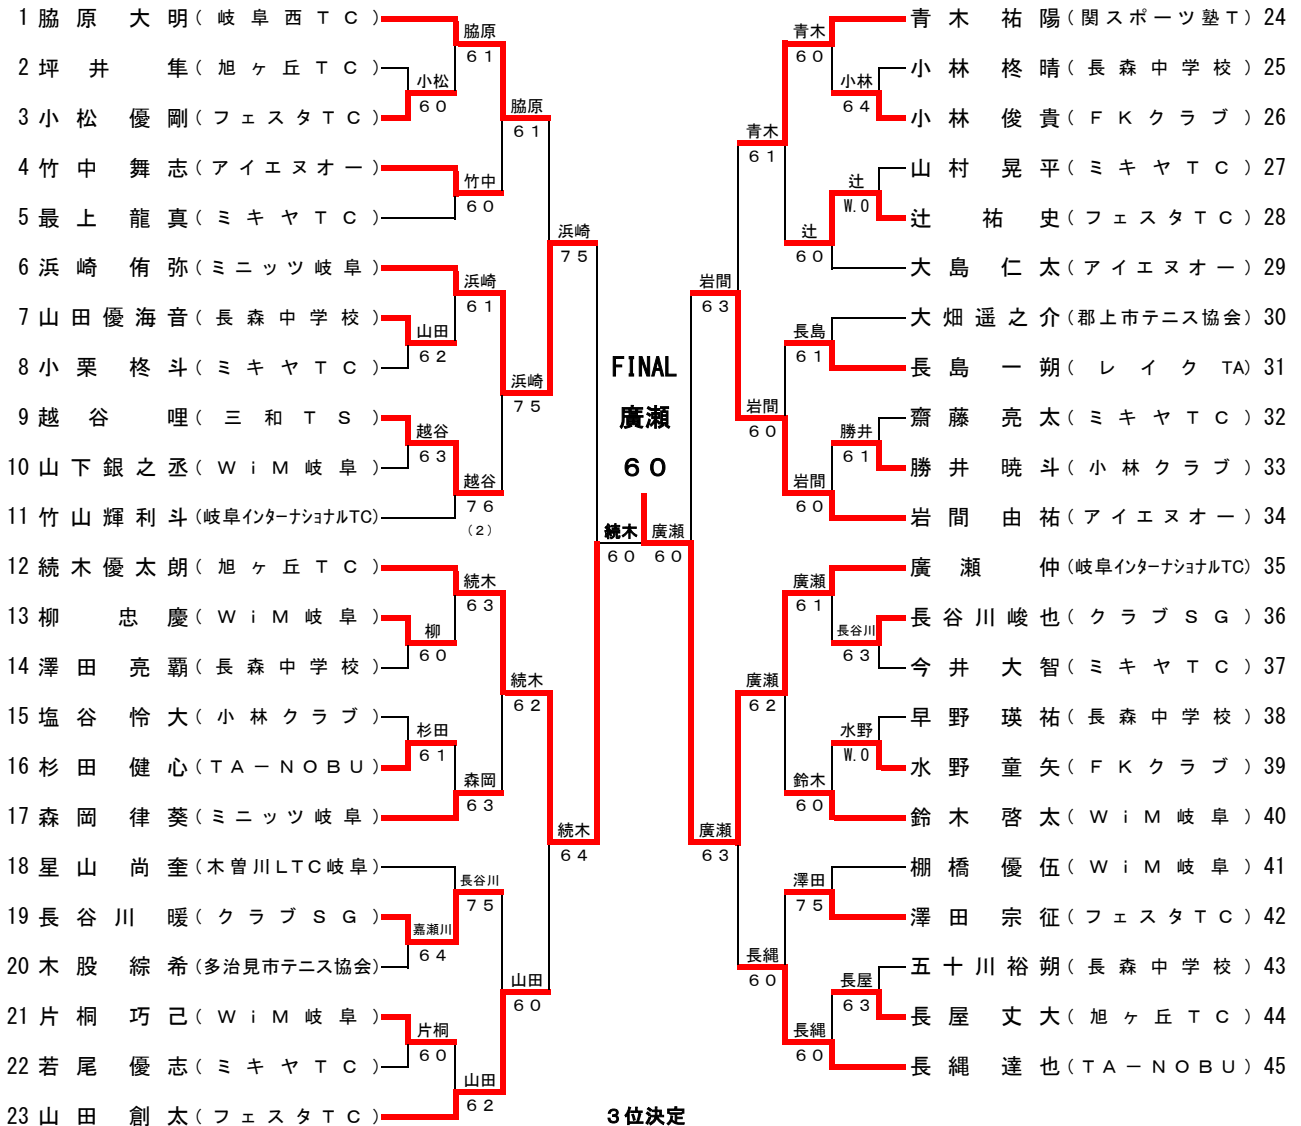 1 脇原 大明 (岐阜西TC)
2 坪井 隼 (旭ヶ丘TC)
3 小松 優剛 (フェスタTC)
4 竹中 舞志 (アイエヌオー)
5 最上 龍真 (ミキヤTC)
6 浜崎 侑弥 (ミニッツ岐阜)
7 山田優海音 (長森中学校)
8 小栗 柊斗 (ミキヤTC)
9 越谷 哩 (三和TS)
10 山下銀之丞 (WiM岐阜)
11 竹山輝利斗 (岐阜インターナショナルTC)
12 続木優太朗 (旭ヶ丘TC)
13 柳 忠慶 (WiM岐阜)
14 澤田 亮覇 (長森中学校)
15 塩谷 怜大 (小林クラブ)
16 杉田 健心 (TA－NOBU)
17 森岡 律葵 (ミニッツ岐阜)
18 星山 尚奎 (木曽川LTC岐阜)
19 長谷川 暖 (クラブSG)
20 木股 綜希 (多治見市テニス協会)
21 片桐 巧己 (WiM岐阜)
22 若尾 優志 (ミキヤTC)
23 山田 創太 (フェスタTC)
脇原
61
小松
60
脇原
61
竹中
60
浜崎
75
浜崎
61
山田
62
浜崎
75
越谷
63
越谷
76
(2)
続木
63
柳
60
続木
62
杉田
61
森岡
63
続木
64
長谷川
75
嘉瀬川
64
山田
60
片桐
60
山田
62
FINAL
廣瀬
60
続木
60
廣瀬
60
3位決定
青木
60
小林
64
青木
61
辻
W.O
辻
60
岩間
63
長島
61
岩間
60
勝井
61
岩間
60
廣瀬
61
長谷川
63
廣瀬
62
水野
W.O
鈴木
60
廣瀬
63
澤田
75
長縄
60
長屋
63
長縄
60
青木 祐陽 (関スポーツ塾T) 24
小林 柊晴 (長森中学校) 25
小林 俊貴 (FKクラブ) 26
山村 晃平 (ミキヤTC) 27
辻 祐史 (フェスタTC) 28
大島 仁太 (アイエヌオー) 29
大畑遥之介 (郡上市テニス協会) 30
長島 一朔 (レイク TA) 31
齋藤 亮太 (ミキヤTC) 32
勝井 暁斗 (小林クラブ) 33
岩間 由祐 (アイエヌオー) 34
廣瀬 仲 (岐阜インターナショナルTC) 35
長谷川峻也 (クラブSG) 36
今井 大智 (ミキヤTC) 37
早野 瑛祐 (長森中学校) 38
水野 童矢 (FKクラブ) 39
鈴木 啓太 (WiM岐阜) 40
棚橋 優伍 (WiM岐阜) 41
澤田 宗征 (フェスタTC) 42
五十川裕朔 (長森中学校) 43
長屋 丈大 (旭ヶ丘TC) 44
長縄 達也 (TA－NOBU) 45